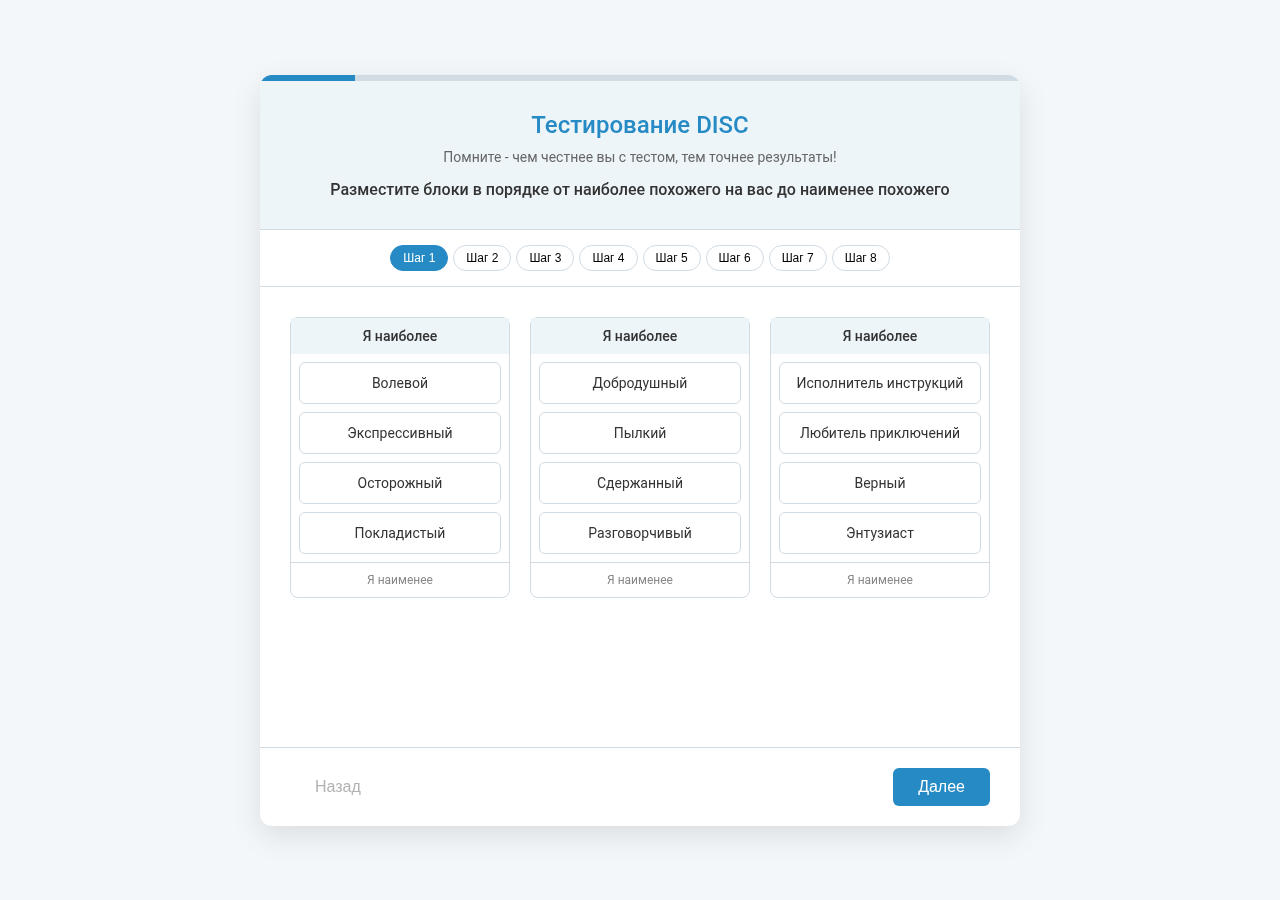 Тестирование DISC
Помните - чем честнее вы с тестом, тем точнее результаты!
Разместите блоки в порядке от наиболее похожего на вас до наименее похожего
Шаг 1
Шаг 2
Шаг 3
Шаг 4
Шаг 5
Шаг 6
Шаг 7
Шаг 8
Я наиболее
Волевой
Экспрессивный
Осторожный
Покладистый
Я наименее
Я наиболее
Добродушный
Пылкий
Сдержанный
Разговорчивый
Я наименее
Я наиболее
Исполнитель инструкций
Любитель приключений
Верный
Энтузиаст
Я наименее
Назад
Далее